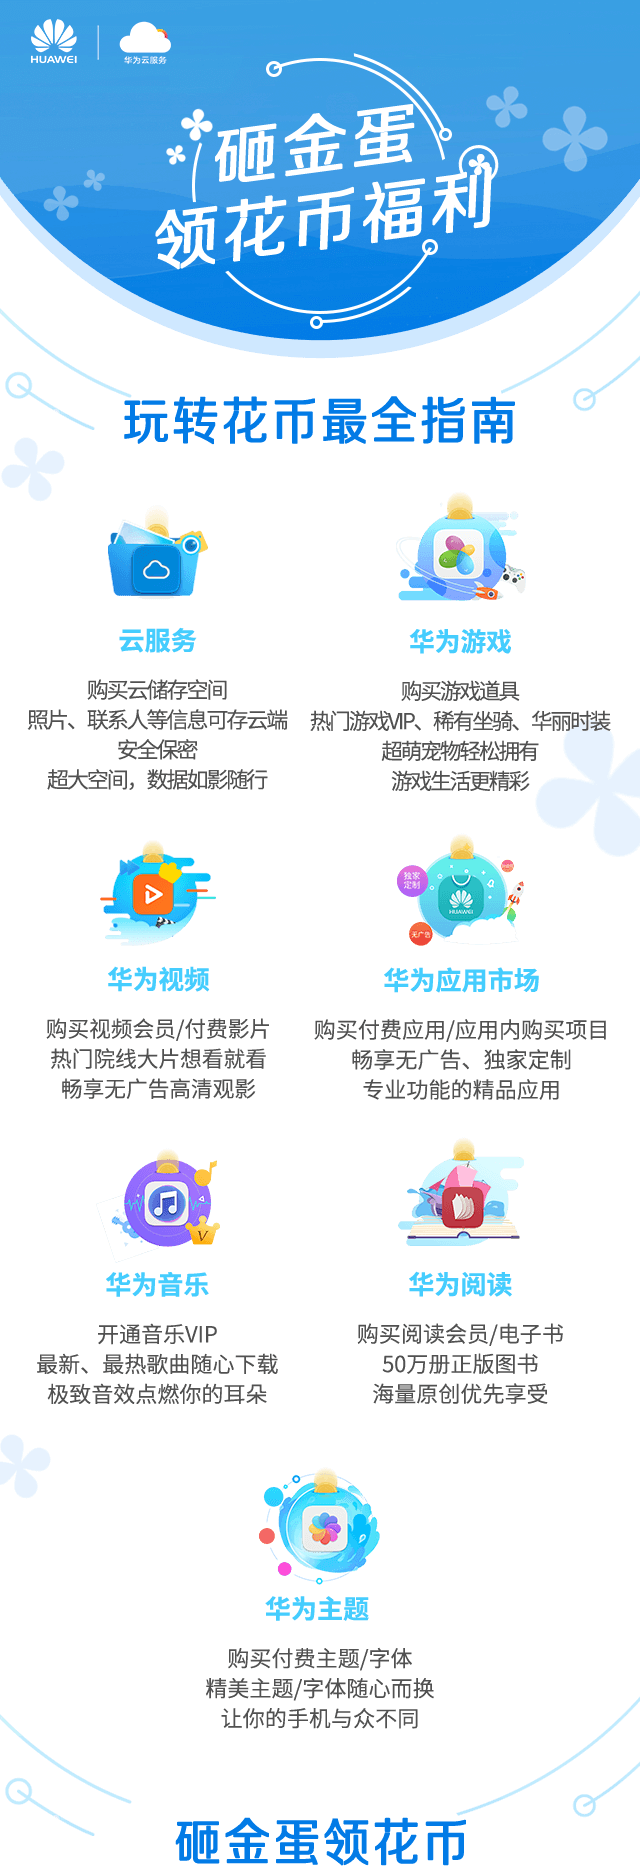 HUAWEI
华为云服务
砸金蛋
领花币福利
玩转花币最全指南
云服务
购买云储存空间
照片、联系人等信息可存云端
安全保密
超大空间，数据如影随行
华为游戏
购买游戏道具
热门游戏VIP、稀有坐骑、华丽时装
超萌宠物轻松拥有
游戏生活更精彩
华为视频
购买视频会员/付费影片
热门院线大片想看就看
畅享无广告高清观影
独家
定制
HUAWEI
无广告
华为应用市场
购买付费应用/应用内购买项目
畅享无广告、独家定制
专业功能的精品应用
V
华为音乐
开通音乐VIP
最新、最热歌曲随心下载
极致音效点燃你的耳朵
华为阅读
购买阅读会员/电子书
50万册正版图书
海量原创优先享受
华为主题
购买付费主题/字体
精美主题/字体随心而换
让你的手机与众不同
砸金蛋领花币